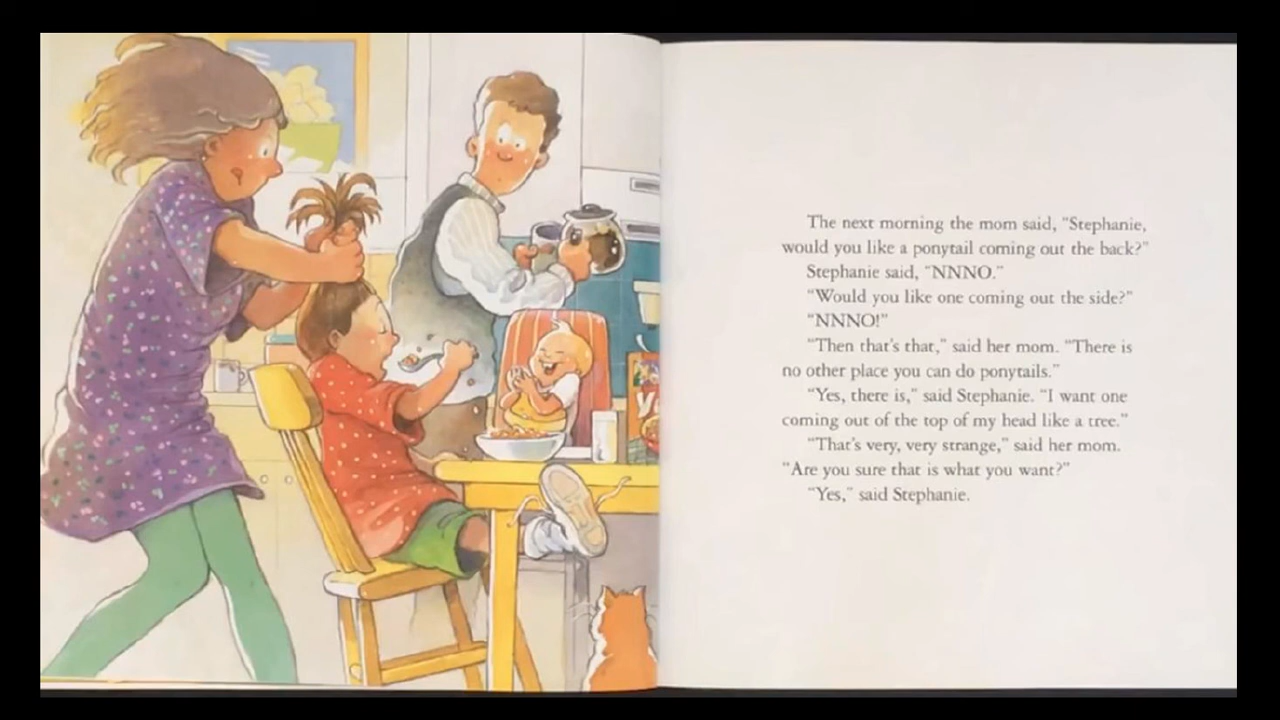 The next morning the mom said, "Stephanie,
would you like a ponytail coming out the back?"
Stephanie said, "NNNO."
"Would you like one coming out the side?"
"NNNO!"
"Then that's that," said her mom. "There is
no other place you can do ponytails."
"Yes, there is," said Stephanie. "I want one
coming out of the top of my head like a tree."
"That's very, very strange," said her mom.
"Are you sure that is what you want?"
"Yes," said Stephanie.